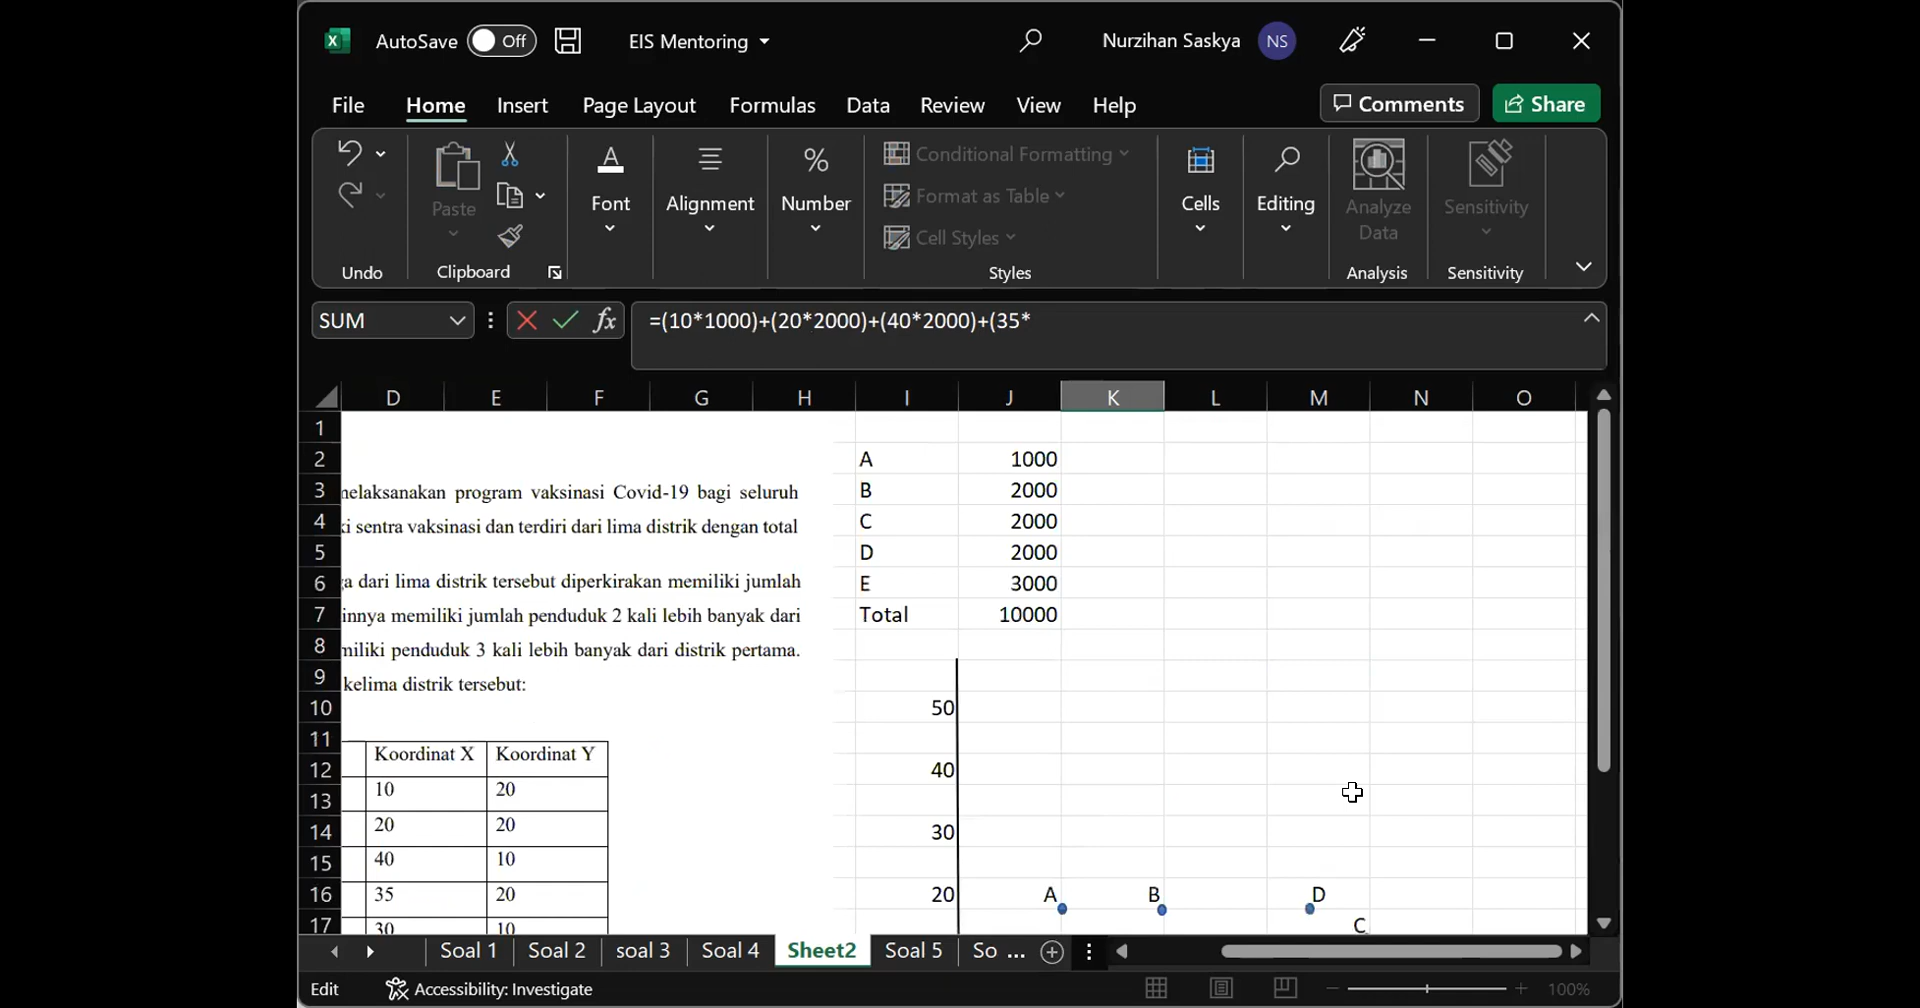 AutoSave Off EIS Mentoring Nurzihan Saskya NS
File Home Insert Page Layout Formulas Data Review View Help Comments Share
Paste Font Alignment Number Conditional Formatting Format as Table Cell Styles Cells Editing Analyze Data Sensitivity
Undo Clipboard Styles Analysis Sensitivity
SUM fx =(10*1000)+(20*2000)+(40*2000)+(35*
D E F G H I J K L M N O
1
2 A 1000
3 melaksanakan program vaksinasi Covid-19 bagi seluruh B 2000
4 ki sentra vaksinasi dan terdiri dari lima distrik dengan total C 2000
5 D 2000
6 ga dari lima distrik tersebut diperkirakan memiliki jumlah E 3000
7 innya memiliki jumlah penduduk 2 kali lebih banyak dari Total 10000
8 miliki penduduk 3 kali lebih banyak dari distrik pertama.
9 kelima distrik tersebut:
10 50
11 Koordinat X Koordinat Y
12 40
13 10 20
14 20 20 30
15 40 10
16 35 20 20 A B D
17 30 10 C
Soal 1 Soal 2 soal 3 Soal 4 Sheet2 Soal 5 So ...
Edit Accessibility: Investigate 100%